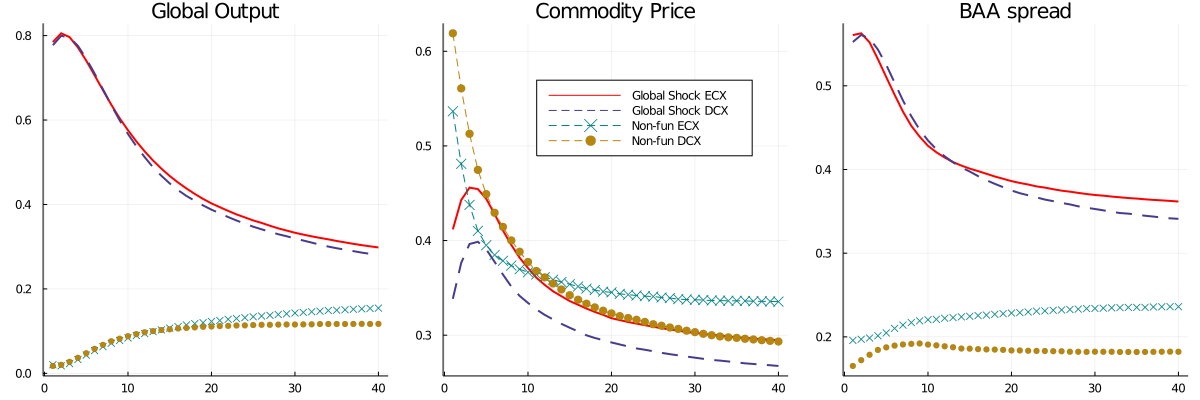 Global Output
0.8
0.6
0.4
0.2
0.0
0 10 20 30 40
Commodity Price
0.6
0.5
0.4
0.3
0 10 20 30 40
Global Shock ECX
Global Shock DCX
Non-fun ECX
Non-fun DCX
BAA spread
0.5
0.4
0.3
0.2
0 10 20 30 40